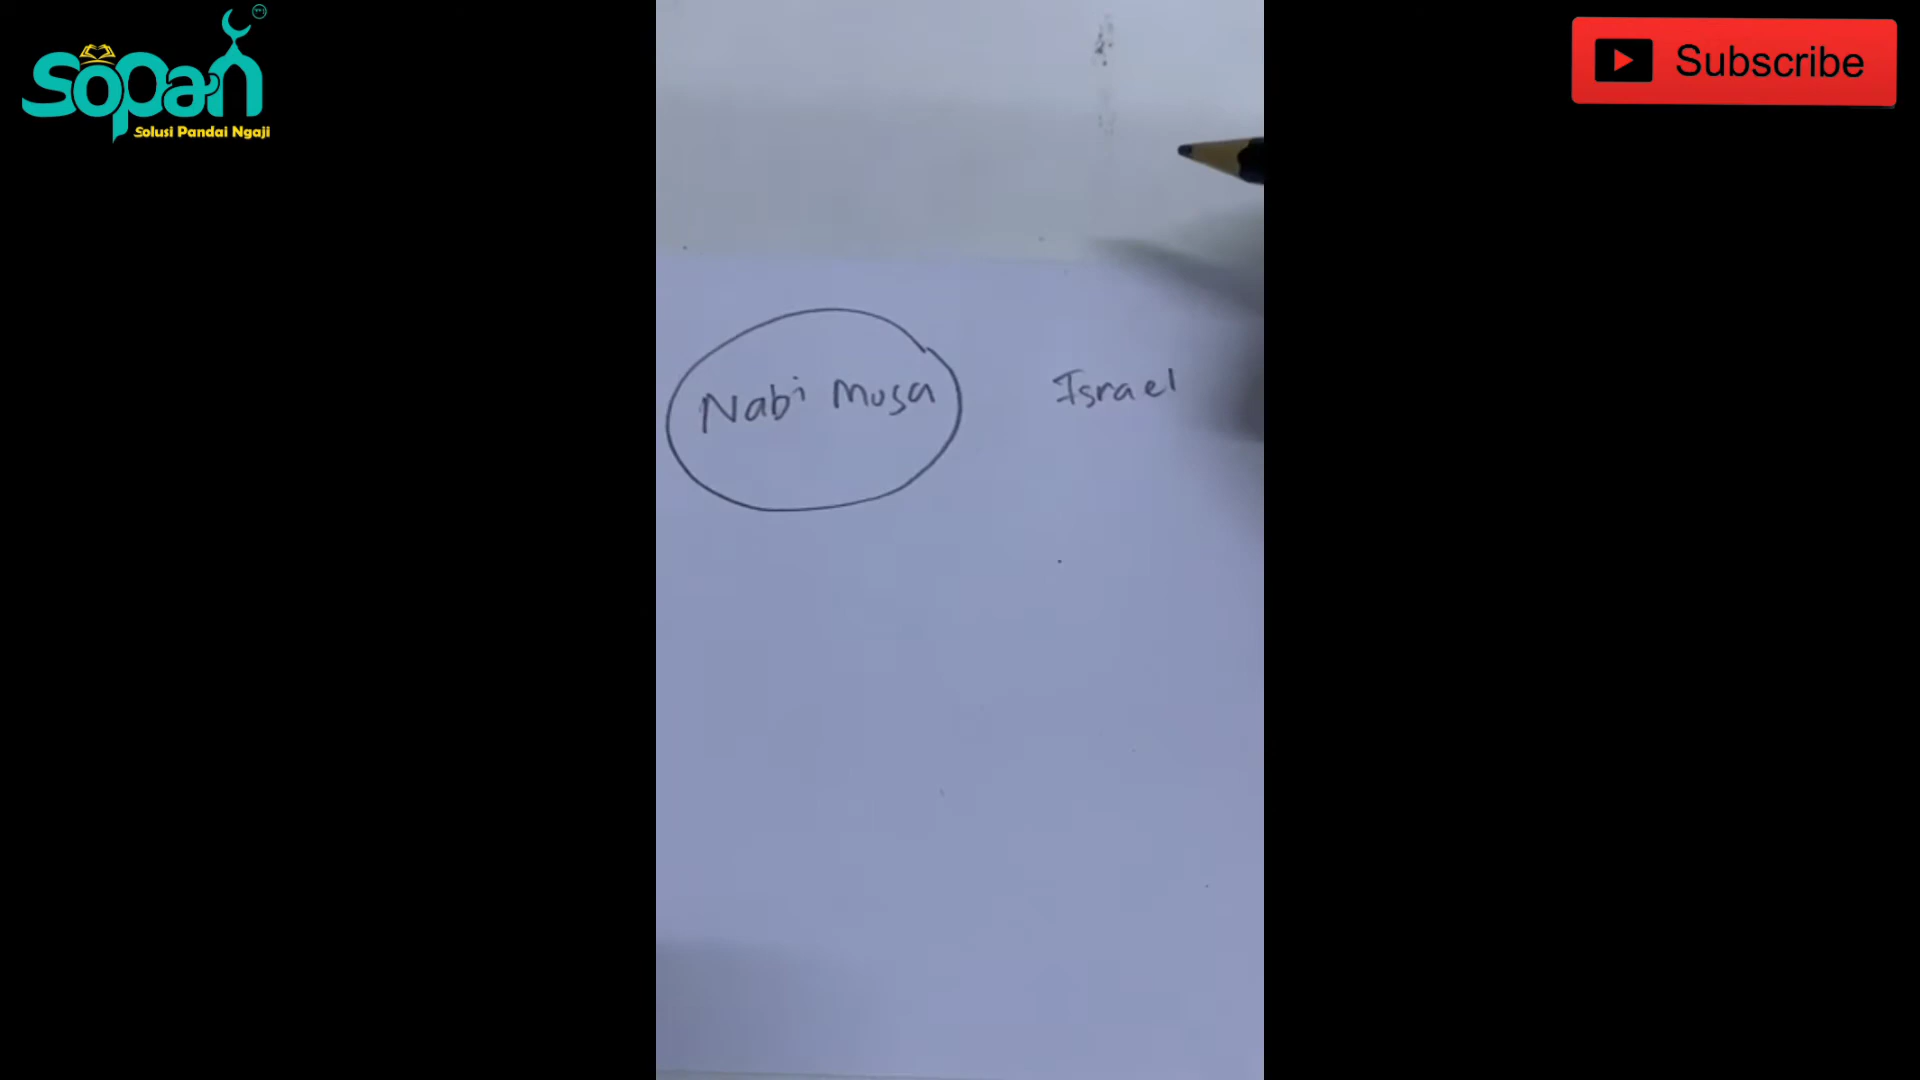 Sopan
Solusi Pandai Ngaji
Subscribe
Nabi Musa
Israel